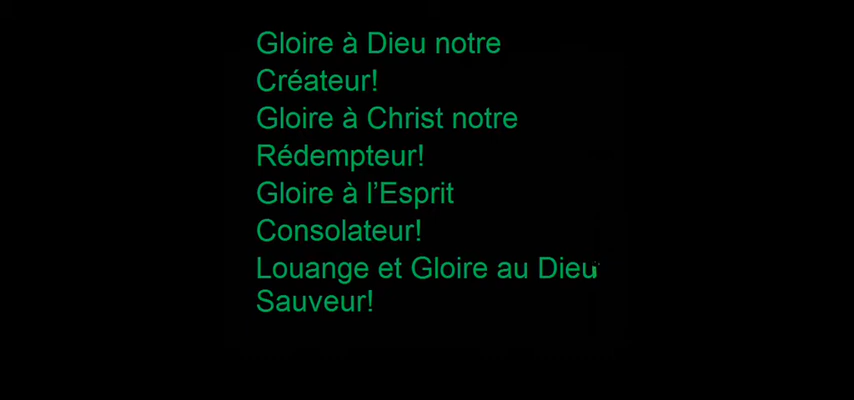 Gloire à Dieu notre
Créateur!
Gloire à Christ notre
Rédempteur!
Gloire à l’Esprit
Consolateur!
Louange et Gloire au Dieu
Sauveur!